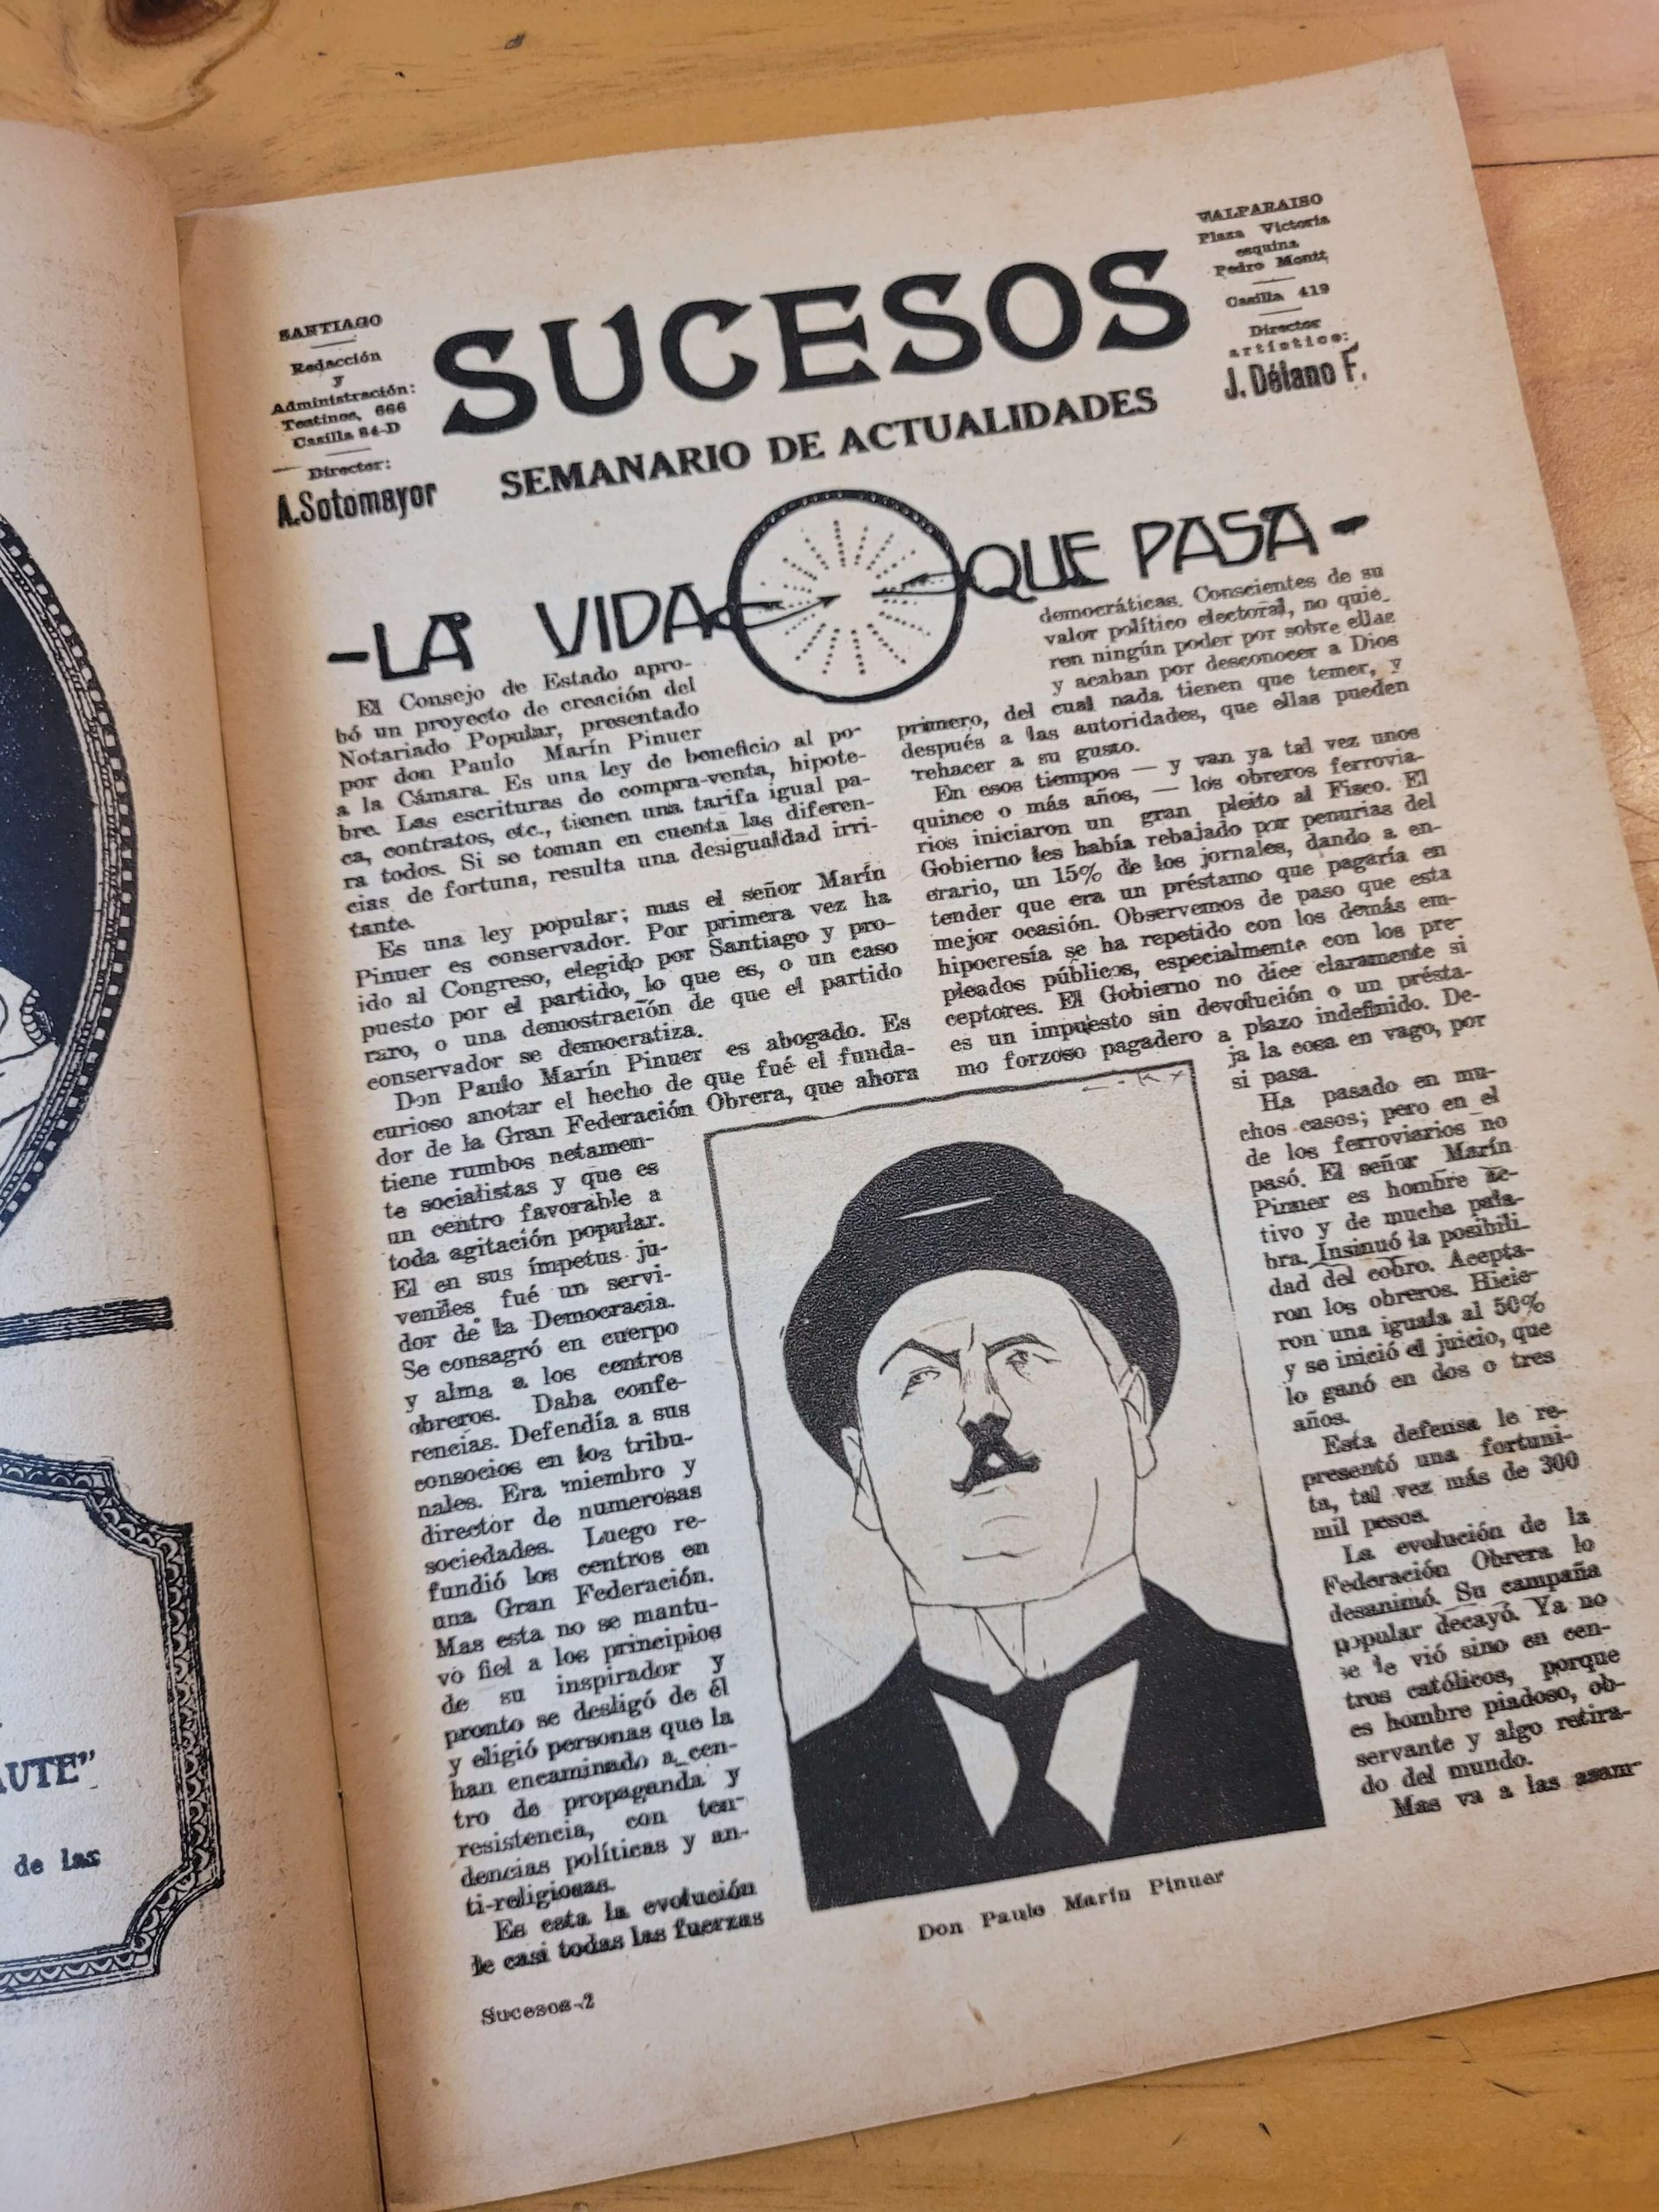 SANTIAGO
Redacción
y
Administración:
Teatinos, 666
Casilla 84-D
Director:
A. Sotomayor
SUCESOS
SEMANARIO DE ACTUALIDADES
VALPARAISO
Plaza Victoria
esquina
Pedro Montt
Casilla 419
Director
artístico:
J. Délano F.
-LA VIDA QUE PASA-
El Consejo de Estado apro-
bó un proyecto de creación del
Notariado Popular, presentado
por don Paulo Marín Pinuer
a la Cámara. Es una ley de beneficio al po-
bre. Las escrituras de compra-venta, hipote-
ca, contratos, etc., tienen una tarifa igual pa-
ra todos. Si se toman en cuenta las diferen-
cias de fortuna, resulta una desigualdad irri-
tante.
Es una ley popular; mas el señor Marín
Pinuer es conservador. Por primera vez ha
ido al Congreso, elegido por Santiago y pro-
puesto por el partido, lo que es, o un caso
raro, o una demostración de que el partido
conservador se democratiza.
Don Paulo Marín Pinuer es abogado. Es
curioso anotar el hecho de que fué el funda-
dor de la Gran Federación Obrera, que ahora
tiene rumbos netamen-
te socialistas y que es
un centro favorable a
toda agitación popular.
El en sus ímpetus ju-
veniles fué un servi-
dor de la Democracia.
Se consagró en cuerpo
y alma a los centros
obreros. Daba confe-
rencias. Defendía a sus
consocios en los tribu-
nales. Era miembro y
director de numerosas
sociedades. Luego re-
fundió los centros en
una Gran Federación.
Mas esta no se mantu-
vo fiel a los principios
de su inspirador y
pronto se desligó de él
y eligió personas que la
han encaminado a cen-
tro de propaganda y
resistencia, con ten-
dencias políticas y an-
ti-religiosas.
Es esta la evolución
de casi todas las fuerzas
democráticas. Conscientes de su
valor político electoral, no quie-
ren ningún poder por sobre ellas
y acaban por desconocer a Dios
primero, del cual nada tienen que temer, y
después a las autoridades, que ellas pueden
rehacer a su gusto.
En esos tiempos — y van ya tal vez unos
quince o más años, — los obreros ferrovia-
rios iniciaron un gran pleito al Fisco. El
Gobierno les había rebajado por penurias del
erario, un 15% de los jornales, dando a en-
tender que era un préstamo que pagaría en
mejor ocasión. Observemos de paso que esta
hipocresía se ha repetido con los demás em-
pleados públicos, especialmente con los pre-
ceptores. El Gobierno no dice claramente si
es un impuesto sin devolución o un présta-
mo forzoso pagadero a plazo indefinido. De-
ja la cosa en vago, por
si pasa.
Ha pasado en mu-
chos casos; pero en el
de los ferroviarios no
pasó. El señor Marín
Pinuer es hombre ac-
tivo y de mucha pala-
bra. Insinuó la posibili-
dad del cobro. Acepta-
ron los obreros. Hicie-
ron una iguala al 50%
y se inició el juicio, que
lo ganó en dos o tres
años.
Esta defensa le re-
presentó una fortuni-
ta, tal vez más de 300
mil pesos.
La evolución de la
Federación Obrera lo
desanimó. Su campaña
popular decayó. Ya no
se le vió sino en cen-
tros católicos, porque
es hombre piadoso, ob-
servante y algo retira-
do del mundo.
Mas va a las asam-
Don Paulo Marín Pinuer
Sucesos-2
AUTE"
de las